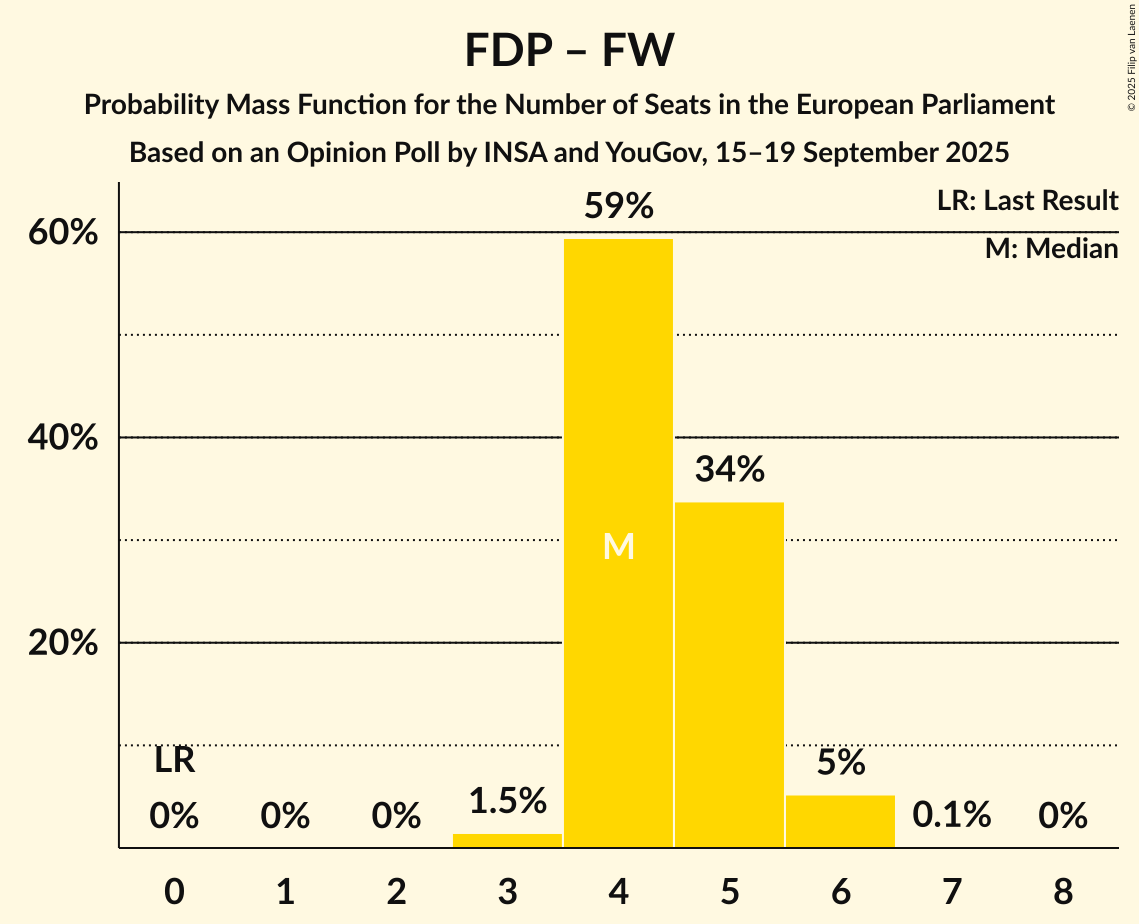 FDP – FW
Probability Mass Function for the Number of Seats in the European Parliament
Based on an Opinion Poll by INSA and YouGov, 15–19 September 2025
© 2025 Filip van Laenen
LR: Last Result
M: Median
60%
40%
20%
59%
34%
M
LR
5%
0%
0%
0%
1.5%
0.1%
0%
0 1 2 3 4 5 6 7 8